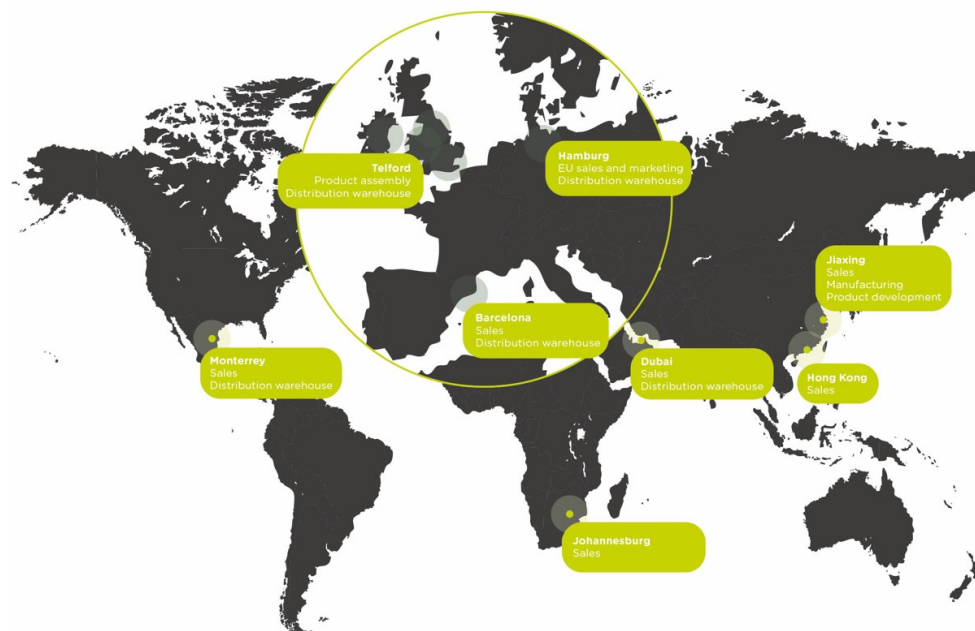 Telford
Product assembly
Distribution warehouse
Hamburg
EU sales and marketing
Distribution warehouse
Jiaxing
Sales
Manufacturing
Product development
Barcelona
Sales
Distribution warehouse
Monterrey
Sales
Distribution warehouse
Dubai
Sales
Distribution warehouse
Hong Kong
Sales
Johannesburg
Sales